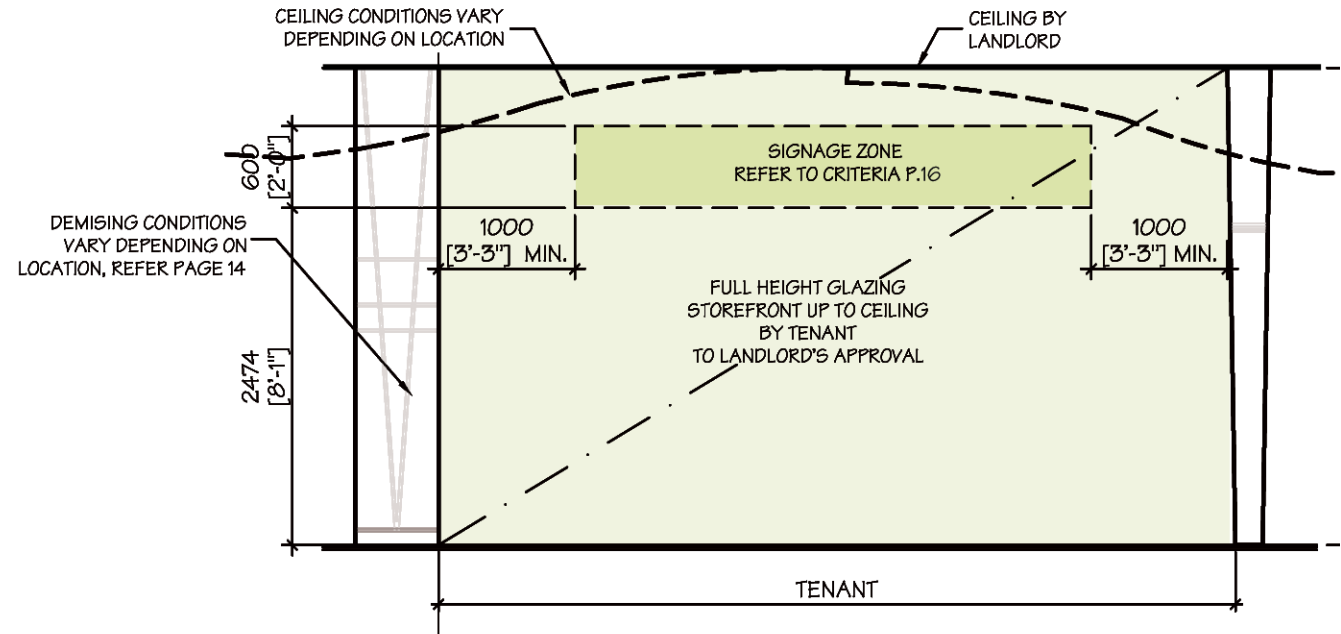 CEILING CONDITIONS VARY
DEPENDING ON LOCATION
CEILING BY
LANDLORD
600
[2'-0"]
SIGNAGE ZONE
REFER TO CRITERIA P.16
DEMISING CONDITIONS
VARY DEPENDING ON
LOCATION, REFER PAGE 14
1000
[3'-3"] MIN.
1000
[3'-3"] MIN.
FULL HEIGHT GLAZING
STOREFRONT UP TO CEILING
BY TENANT
TO LANDLORD'S APPROVAL
2474
[8'-1"]
TENANT